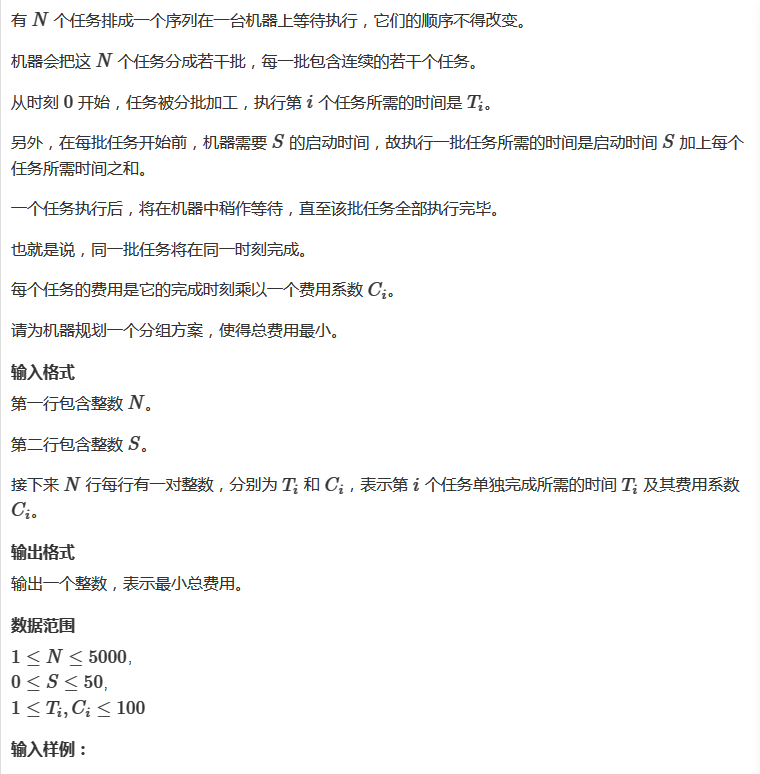 有 N 个任务排成一个序列在一台机器上等待执行，它们的顺序不得改变。
机器会把这 N 个任务分成若干批，每一批包含连续的若干个任务。
从时刻 0 开始，任务被分批加工，执行第 i 个任务所需的时间是 Tᵢ。
另外，在每批任务开始前，机器需要 S 的启动时间，故执行一批任务所需的时间是启动时间 S 加上每个
任务所需时间之和。
一个任务执行后，将在机器中稍作等待，直至该批任务全部执行完毕。
也就是说，同一批任务将在同一时刻完成。
每个任务的费用是它的完成时刻乘以一个费用系数 Cᵢ。
请为机器规划一个分组方案，使得总费用最小。
输入格式
第一行包含整数 N。
第二行包含整数 S。
接下来 N 行每行有一对整数，分别为 Tᵢ 和 Cᵢ，表示第 i 个任务单独完成所需的时间 Tᵢ 及其费用系数
Cᵢ。
输出格式
输出一个整数，表示最小总费用。
数据范围
1 ≤ N ≤ 5000,
0 ≤ S ≤ 50,
1 ≤ Tᵢ, Cᵢ ≤ 100
输入样例：